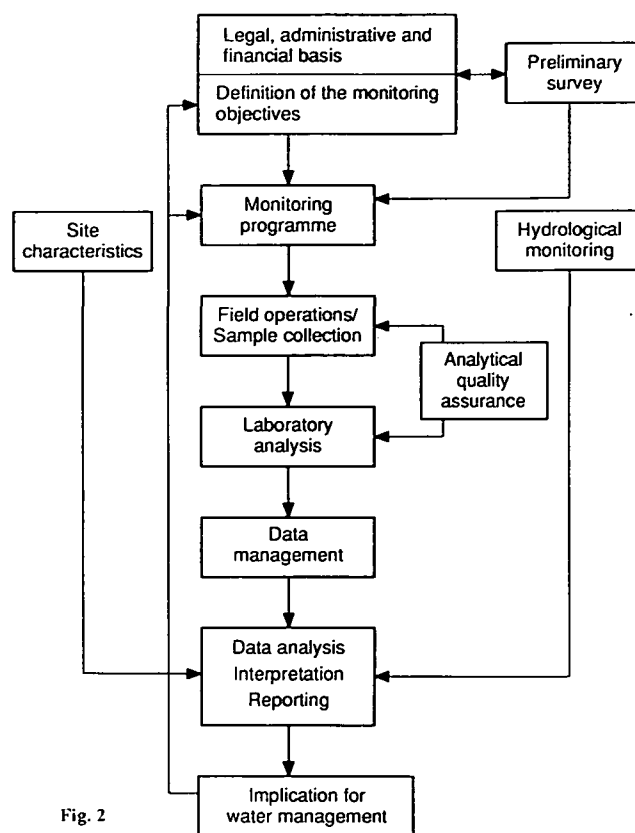 Legal, administrative and
financial basis
Definition of the monitoring
objectives
Preliminary
survey
Monitoring
programme
Site
characteristics
Hydrological
monitoring
Field operations/
Sample collection
Analytical
quality
assurance
Laboratory
analysis
Data
management
Data analysis
Interpretation
Reporting
Implication for
water management
Fig. 2